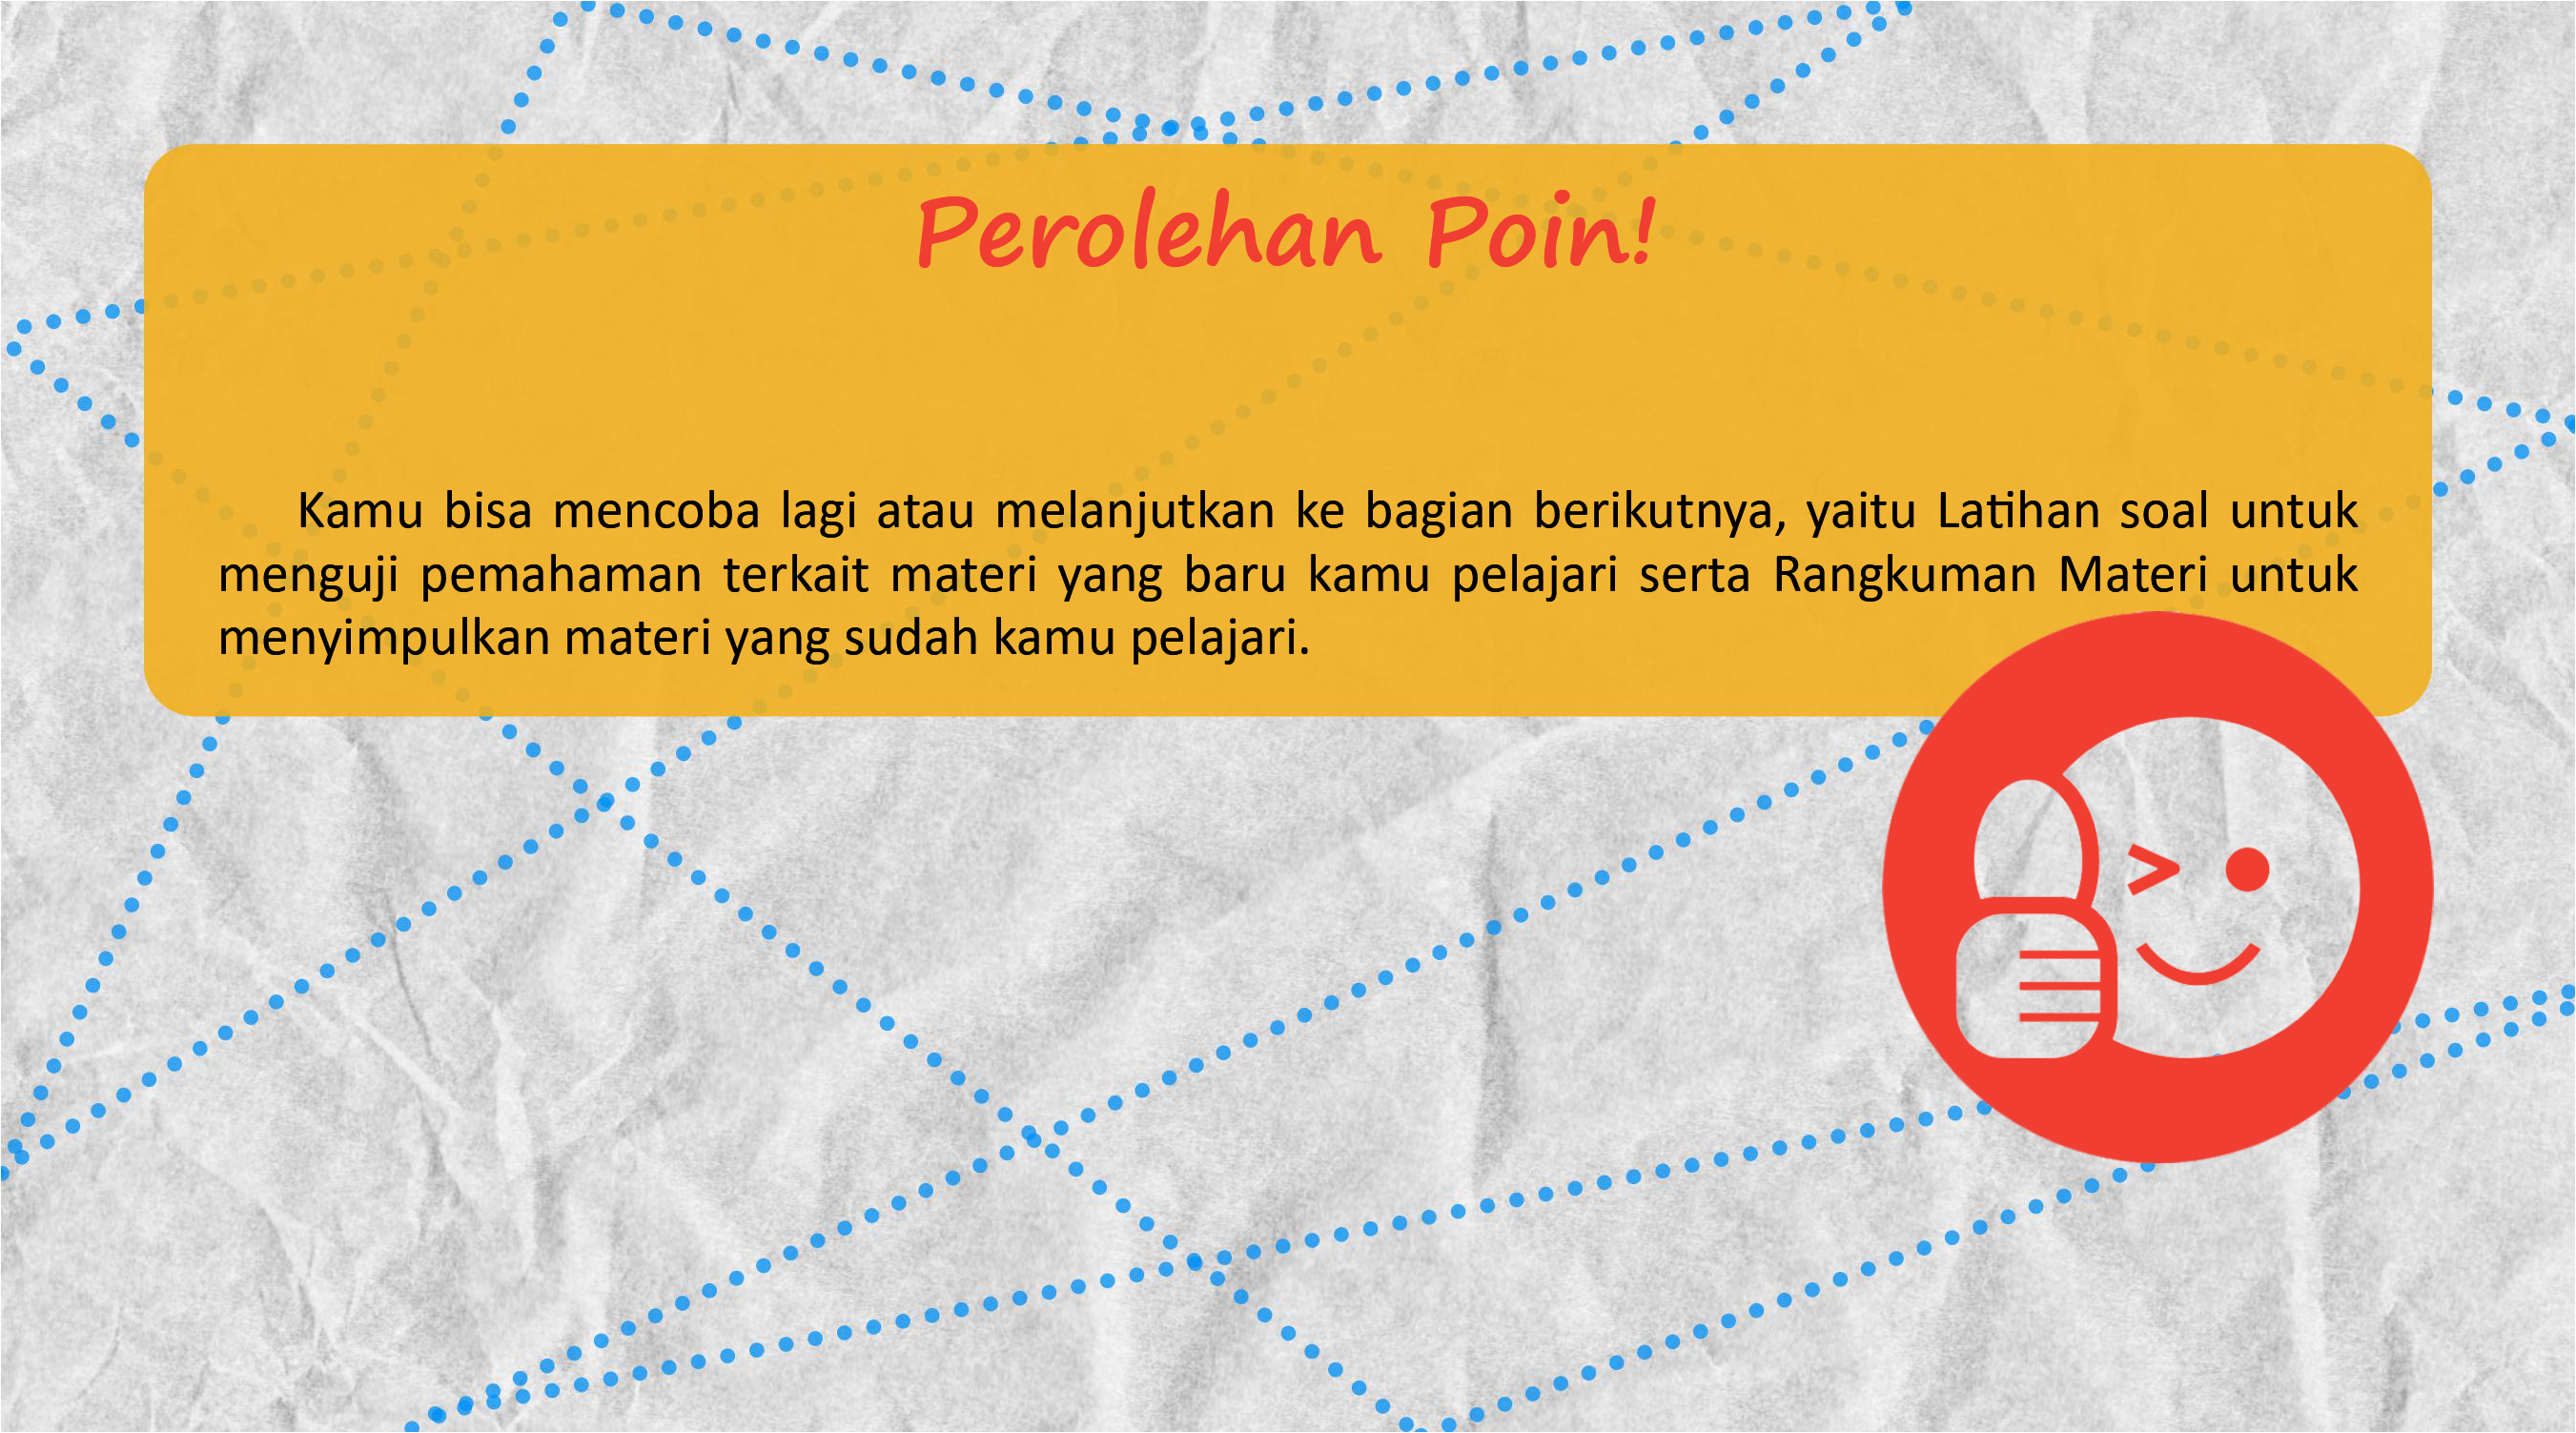 Perolehan Poin!
Kamu bisa mencoba lagi atau melanjutkan ke bagian berikutnya, yaitu Latihan soal untuk
menguji pemahaman terkait materi yang baru kamu pelajari serta Rangkuman Materi untuk
menyimpulkan materi yang sudah kamu pelajari.